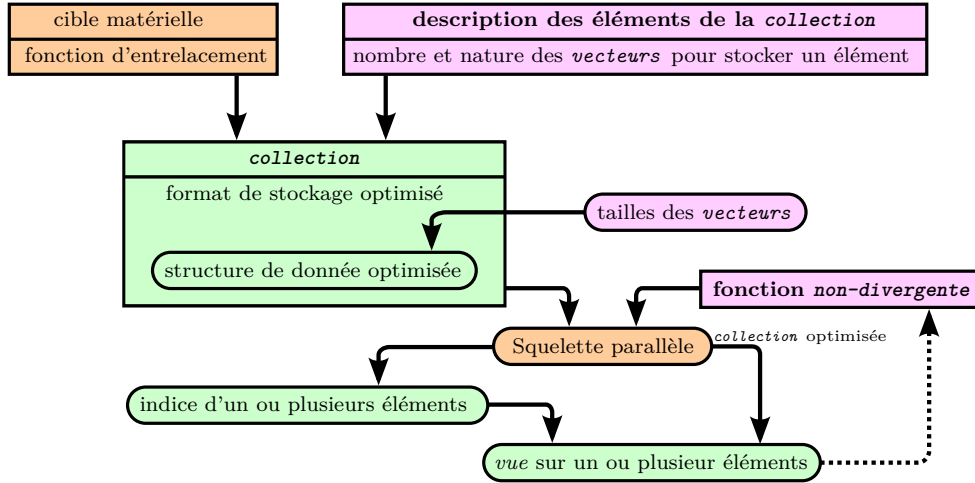 cible matérielle
fonction d'entrelacement
description des éléments de la collection
nombre et nature des vecteurs pour stocker un élément
collection
format de stockage optimisé
tailles des vecteurs
structure de donnée optimisée
fonction non-divergente
Squelette parallèle
collection optimisée
indice d'un ou plusieurs éléments
vue sur un ou plusieur éléments